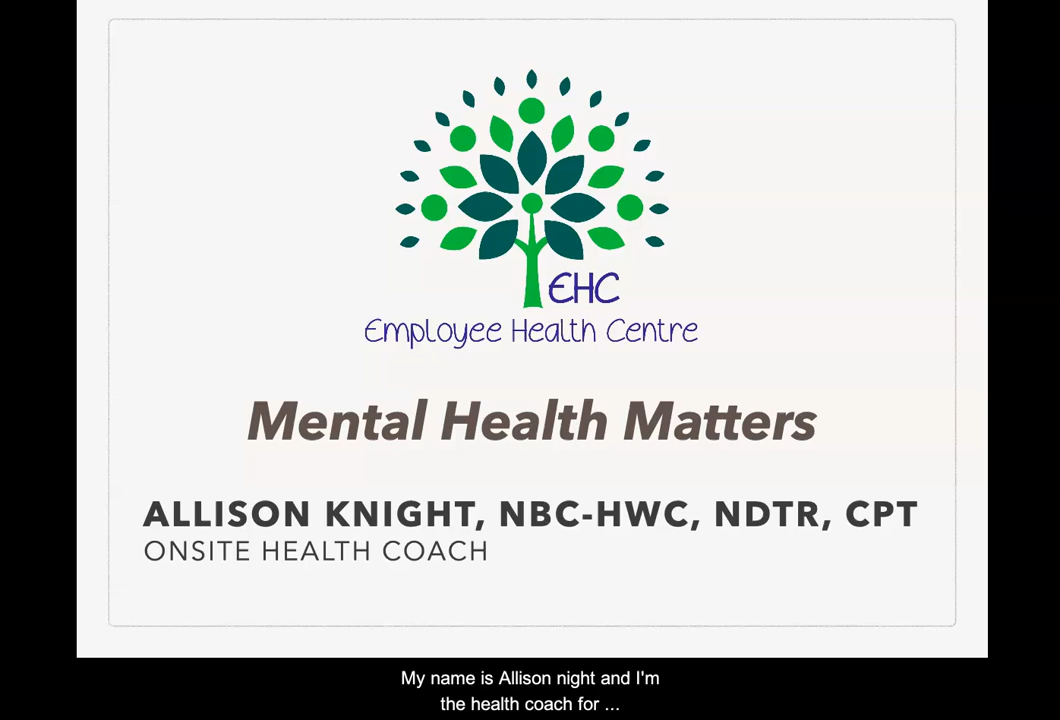 EHC
Employee Health Centre
Mental Health Matters
ALLISON KNIGHT, NBC-HWC, NDTR, CPT
ONSITE HEALTH COACH
My name is Allison night and I'm
the health coach for ...